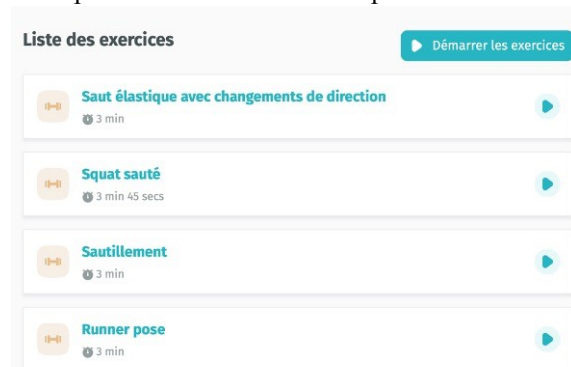 Liste des exercices
Démarrer les exercices
Saut élastique avec changements de direction
3 min
Squat sauté
3 min 45 secs
Sautillement
3 min
Runner pose
3 min